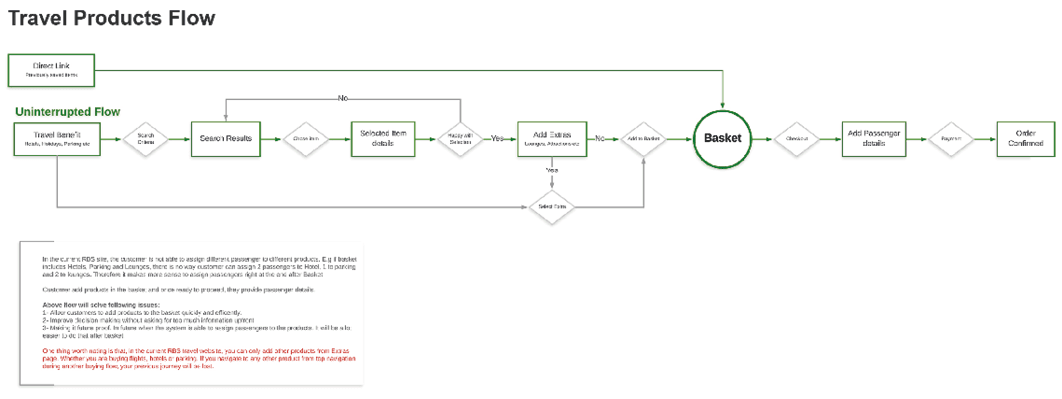 Travel Products Flow
Direct Link
Previously saved items
No
Uninterrupted Flow
Travel Benefit
Hotels, Holidays, Parking etc
Search
Criteria
Search Results
Chosen Item
Selected Item
details
Happy with
Selection
Yes
Add Extras
Lounges, Attractions etc
No
Add to Basket
Basket
Checkout
Add Passenger
details
Payment
Order
Confirmed
Yes
Select Extra
In the current RBS site, the customer is not able to assign different passenger to different products. E.g if basket
includes Hotels, Parking and Lounges, there is no way customer can assign 2 passengers to Hotel, 1 to parking
and 2 to lounges. Therefore it makes more sense to assign passengers right at the end after Basket
Customer add products in the basket and once ready to proceed, they provide passenger details
Above flow will solve following issues:
1- Allow customers to add products to the basket quickly and efficently.
2- Improve decision making without asking for too much information upfront
3- Making it future proof. In future when the system is able to assign passengers to the products, it will be a lot
easier to do that after basket
One thing worth noting is that, in the current RBS travel website, you can only add other products from Extras
page. Whether you are buying flights, hotels or parking. If you navigate to any other product from top navigation
during another buying flow, your previous journey will be lost.